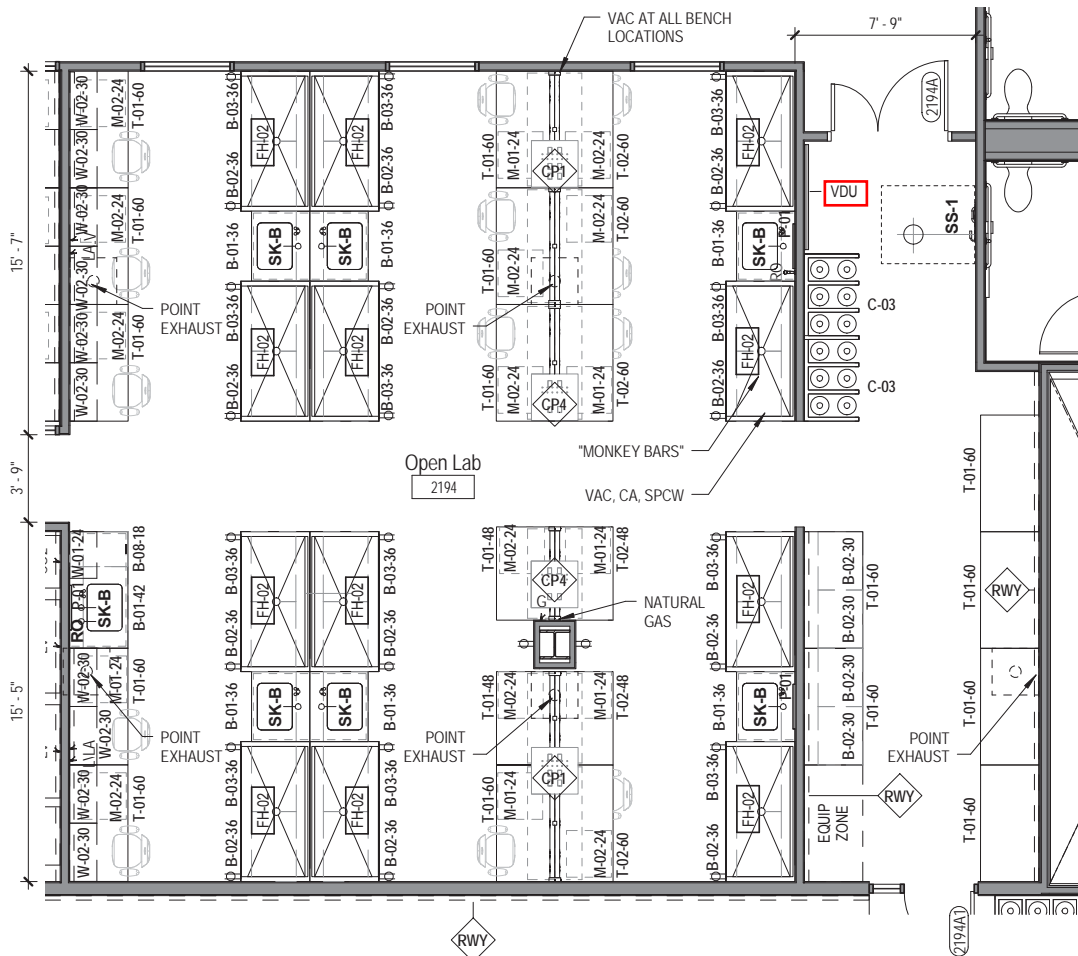 VAC AT ALL BENCH
LOCATIONS
7' - 9"
2194A
W-02-30
M-02-24
T-01-60
B-03-36
FH-02
FH-02
B-03-36
T-01-60
M-01-24
CP1
M-02-24
T-02-60
B-03-36
FH-02
VDU
W-02-30
B-02-36
B-02-36
B-02-36
SS-1
15' - 7"
W-02-30
M-02-24
T-01-60
B-01-36
SK-B
SK-B
B-01-36
T-01-60
M-02-24
B-01-36
SK-B
P-01
RO
W-02-30
POINT
EXHAUST
POINT
EXHAUST
C-03
W-02-30
M-02-24
T-01-60
B-03-36
FH-02
FH-02
B-02-36
B-03-36
FH-02
W-02-30
B-02-36
B-03-36
T-01-60
M-02-24
CP4
M-01-24
T-02-60
B-02-36
C-03
3' - 9"
Open Lab
2194
"MONKEY BARS"
VAC, CA, SPCW
T-01-60
W-01-24
B-08-18
B-03-36
FH-02
FH-02
B-03-36
T-01-48
M-02-24
CP4
M-01-24
T-02-48
B-03-36
FH-02
B-02-30
T-01-60
T-01-60
RWY
RO
P-01
SK-B
B-01-42
B-02-36
B-02-36
G
NATURAL
GAS
B-02-36
B-02-30
15' - 5"
W-02-30
M-01-24
T-01-60
B-01-36
SK-B
SK-B
B-01-36
T-01-48
M-01-24
M-02-24
T-02-48
B-01-36
SK-B
P-01
B-02-30
T-01-60
T-01-60
W-02-30
LA
POINT
EXHAUST
POINT
EXHAUST
B-02-30
POINT
EXHAUST
W-02-30
M-02-24
T-01-60
B-03-36
FH-02
FH-02
B-03-36
T-01-60
M-01-24
CP1
B-03-36
FH-02
RWY
EQUIP
ZONE
T-01-60
W-02-30
B-02-36
B-02-36
M-02-24
T-02-60
B-02-36
RWY
2194A1